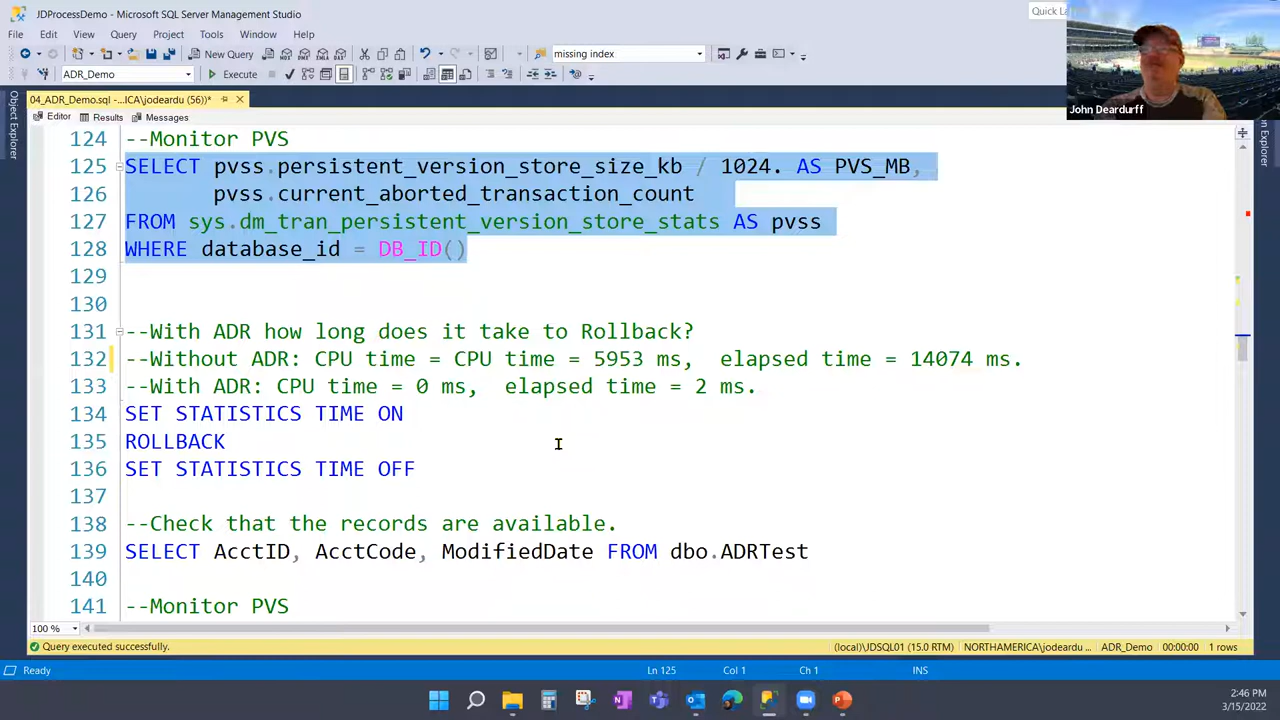 JDProcessDemo - Microsoft SQL Server Management Studio
Quick La
File Edit View Query Project Tools Window Help
New Query
missing index
ADR_Demo
Execute
04_ADR_Demo.sql -...ICA\jodeardu (56))*
Editor Results Messages
Object Explorer
John Deardurff
124 --Monitor PVS
125 SELECT pvss.persistent_version_store_size_kb / 1024. AS PVS_MB,
126 pvss.current_aborted_transaction_count
127 FROM sys.dm_tran_persistent_version_store_stats AS pvss
128 WHERE database_id = DB_ID()
129
130
131 --With ADR how long does it take to Rollback?
132 --Without ADR: CPU time = CPU time = 5953 ms, elapsed time = 14074 ms.
133 --With ADR: CPU time = 0 ms, elapsed time = 2 ms.
134 SET STATISTICS TIME ON
135 ROLLBACK
136 SET STATISTICS TIME OFF
137
138 --Check that the records are available.
139 SELECT AcctID, AcctCode, ModifiedDate FROM dbo.ADRTest
140
141 --Monitor PVS
100 %
Query executed successfully.
(local)\JDSQL01 (15.0 RTM) NORTHAMERICA\jodeardu ... ADR_Demo 00:00:00 1 rows
Ready
Ln 125 Col 1 Ch 1 INS
2:46 PM
3/15/2022